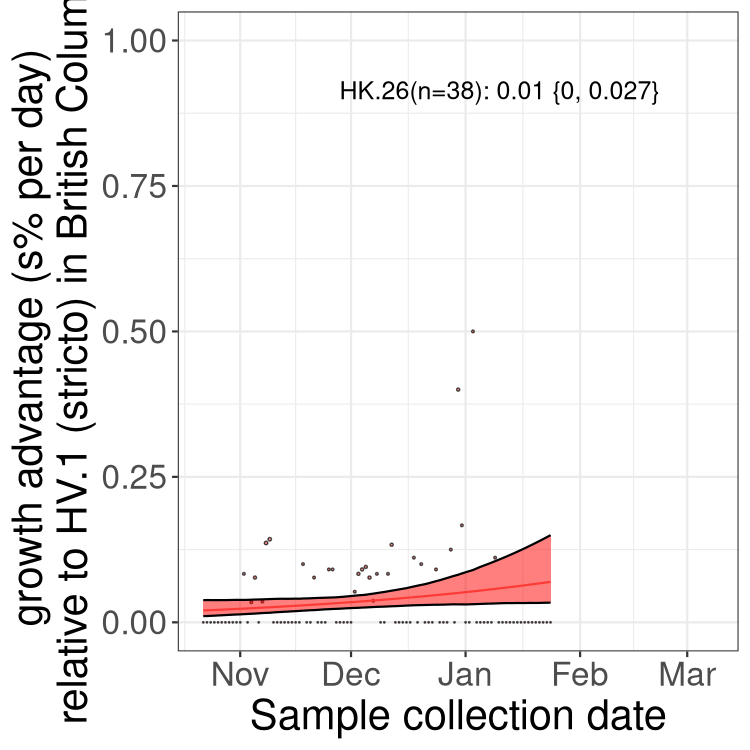 growth advantage (s% per day)
relative to HV.1 (stricto) in British Colum
1.00
0.75
0.50
0.25
0.00
HK.26(n=38): 0.01 {0, 0.027}
Nov Dec Jan Feb Mar
Sample collection date